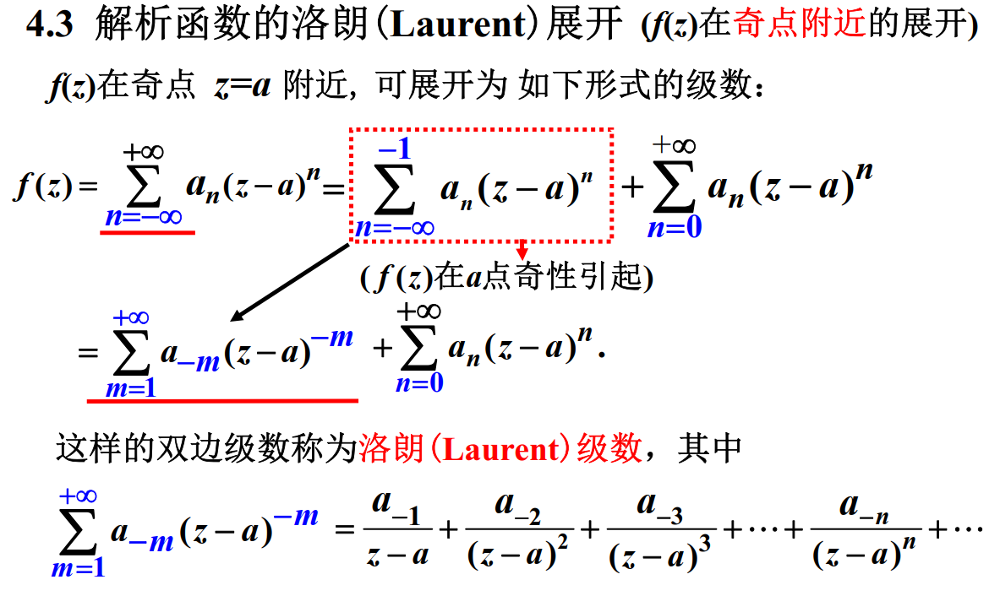 4.3 解析函数的洛朗(Laurent)展开 (f(z)在奇点附近的展开)
f(z)在奇点 z=a 附近, 可展开为 如下形式的级数：
f(z) = \sum_{n=-\infty}^{+\infty} a_n(z-a)^n = \sum_{n=-\infty}^{-1} a_n(z-a)^n + \sum_{n=0}^{+\infty} a_n(z-a)^n
(f(z)在a点奇性引起)
= \sum_{m=1}^{+\infty} a_{-m}(z-a)^{-m} + \sum_{n=0}^{+\infty} a_n(z-a)^n.
这样的双边级数称为洛朗(Laurent)级数，其中
\sum_{m=1}^{+\infty} a_{-m}(z-a)^{-m} = \frac{a_{-1}}{z-a} + \frac{a_{-2}}{(z-a)^2} + \frac{a_{-3}}{(z-a)^3} + \cdots + \frac{a_{-n}}{(z-a)^n} + \cdots